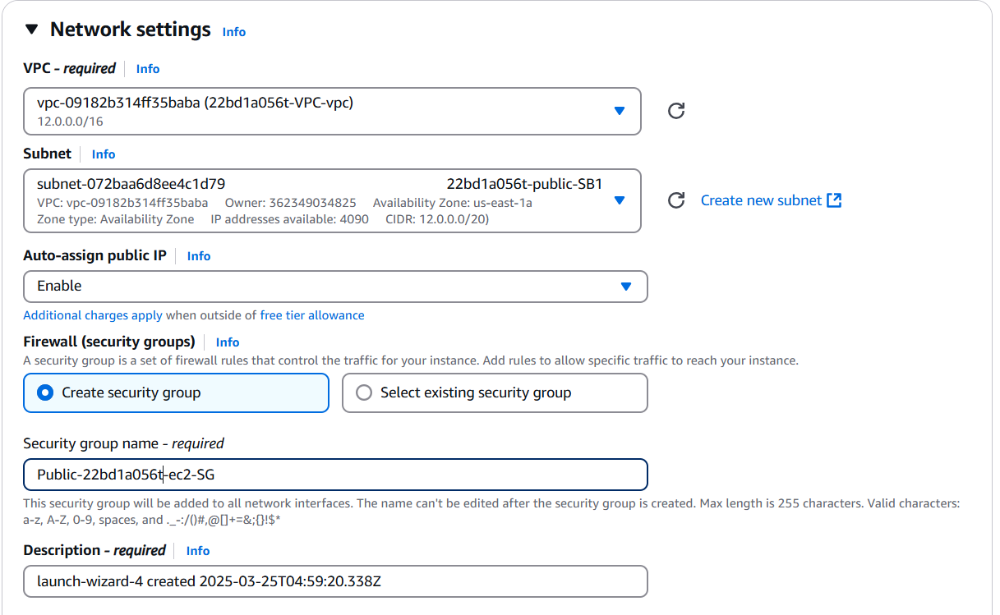 Network settings Info
VPC - required Info
vpc-09182b314ff35baba (22bd1a056t-VPC-vpc)
12.0.0.0/16
Subnet Info
subnet-072baa6d8ee4c1d79 22bd1a056t-public-SB1
VPC: vpc-09182b314ff35baba Owner: 362349034825 Availability Zone: us-east-1a
Zone type: Availability Zone IP addresses available: 4090 CIDR: 12.0.0.0/20)
Create new subnet
Auto-assign public IP Info
Enable
Additional charges apply when outside of free tier allowance
Firewall (security groups) Info
A security group is a set of firewall rules that control the traffic for your instance. Add rules to allow specific traffic to reach your instance.
Create security group Select existing security group
Security group name - required
Public-22bd1a056t-ec2-SG
This security group will be added to all network interfaces. The name can't be edited after the security group is created. Max length is 255 characters. Valid characters:
a-z, A-Z, 0-9, spaces, and ._-:/()#,@[]+=&;{}!$*
Description - required Info
launch-wizard-4 created 2025-03-25T04:59:20.338Z